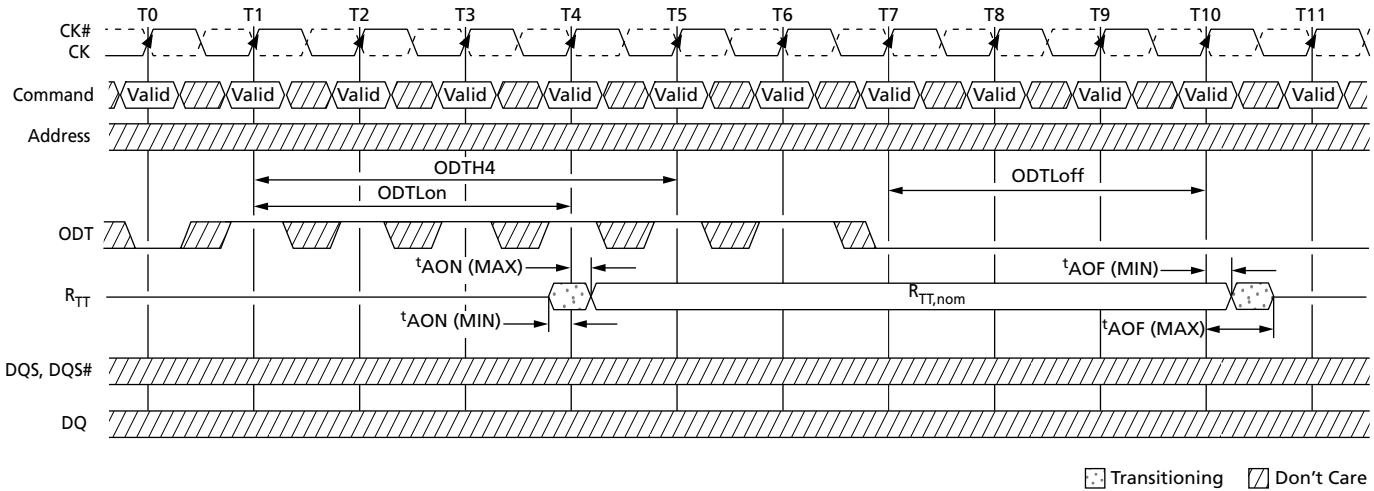 T0 T1 T2 T3 T4 T5 T6 T7 T8 T9 T10 T11
CK#
CK
Command Valid Valid Valid Valid Valid Valid Valid Valid Valid Valid Valid Valid
Address
ODTH4
ODTLoff
ODTLon
ODT
tAON (MAX) tAOF (MIN)
RTT RTT,nom
tAON (MIN) tAOF (MAX)
DQS, DQS#
DQ
Transitioning Don't Care